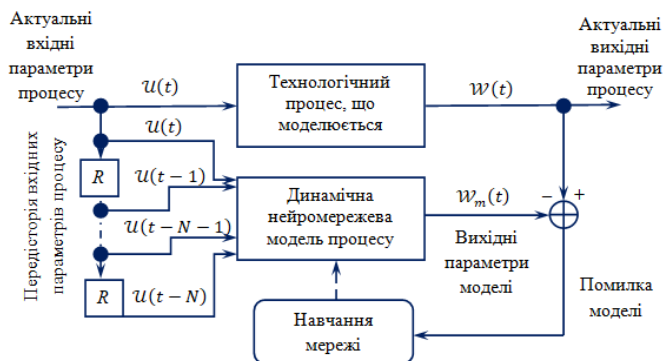 Актуальні
вхідні
параметри
процесу
𝒰(t)
Технологічний
процес, що
моделюється
𝒲(t)
Актуальні
вихідні
параметри
процесу
Передісторія вхідних
параметрів процесу
𝒰(t)
R
𝒰(t − 1)
𝒰(t − N − 1)
R
𝒰(t − N)
Динамічна
нейромережева
модель процесу
𝒲m(t)
− +
Вихідні
параметри
моделі
Помилка
моделі
Навчання
мережі